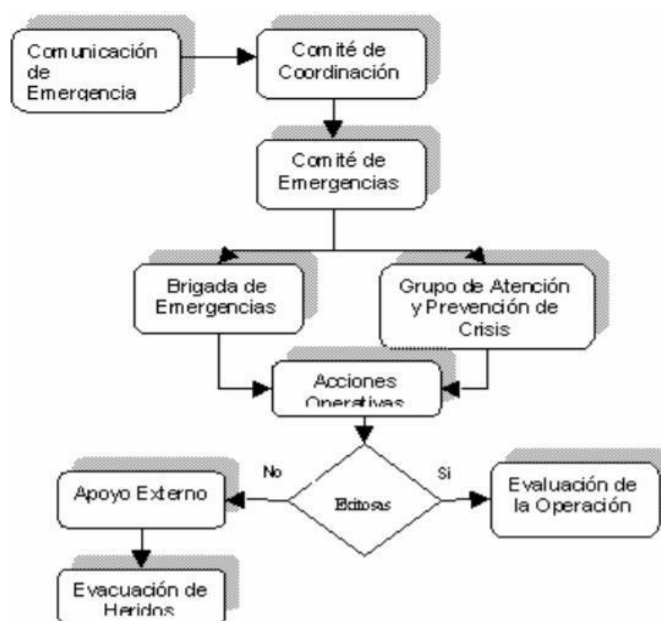 Comunicación
de
Emergencia
Comité de
Coordinación
Comité de
Emergencias
Brigada de
Emergencias
Grupo de Atención
y Prevención de
Crisis
Acciones
Operativas
No
Exitosas
Si
Apoyo Externo
Evaluación de
la Operación
Evacuación de
Heridos